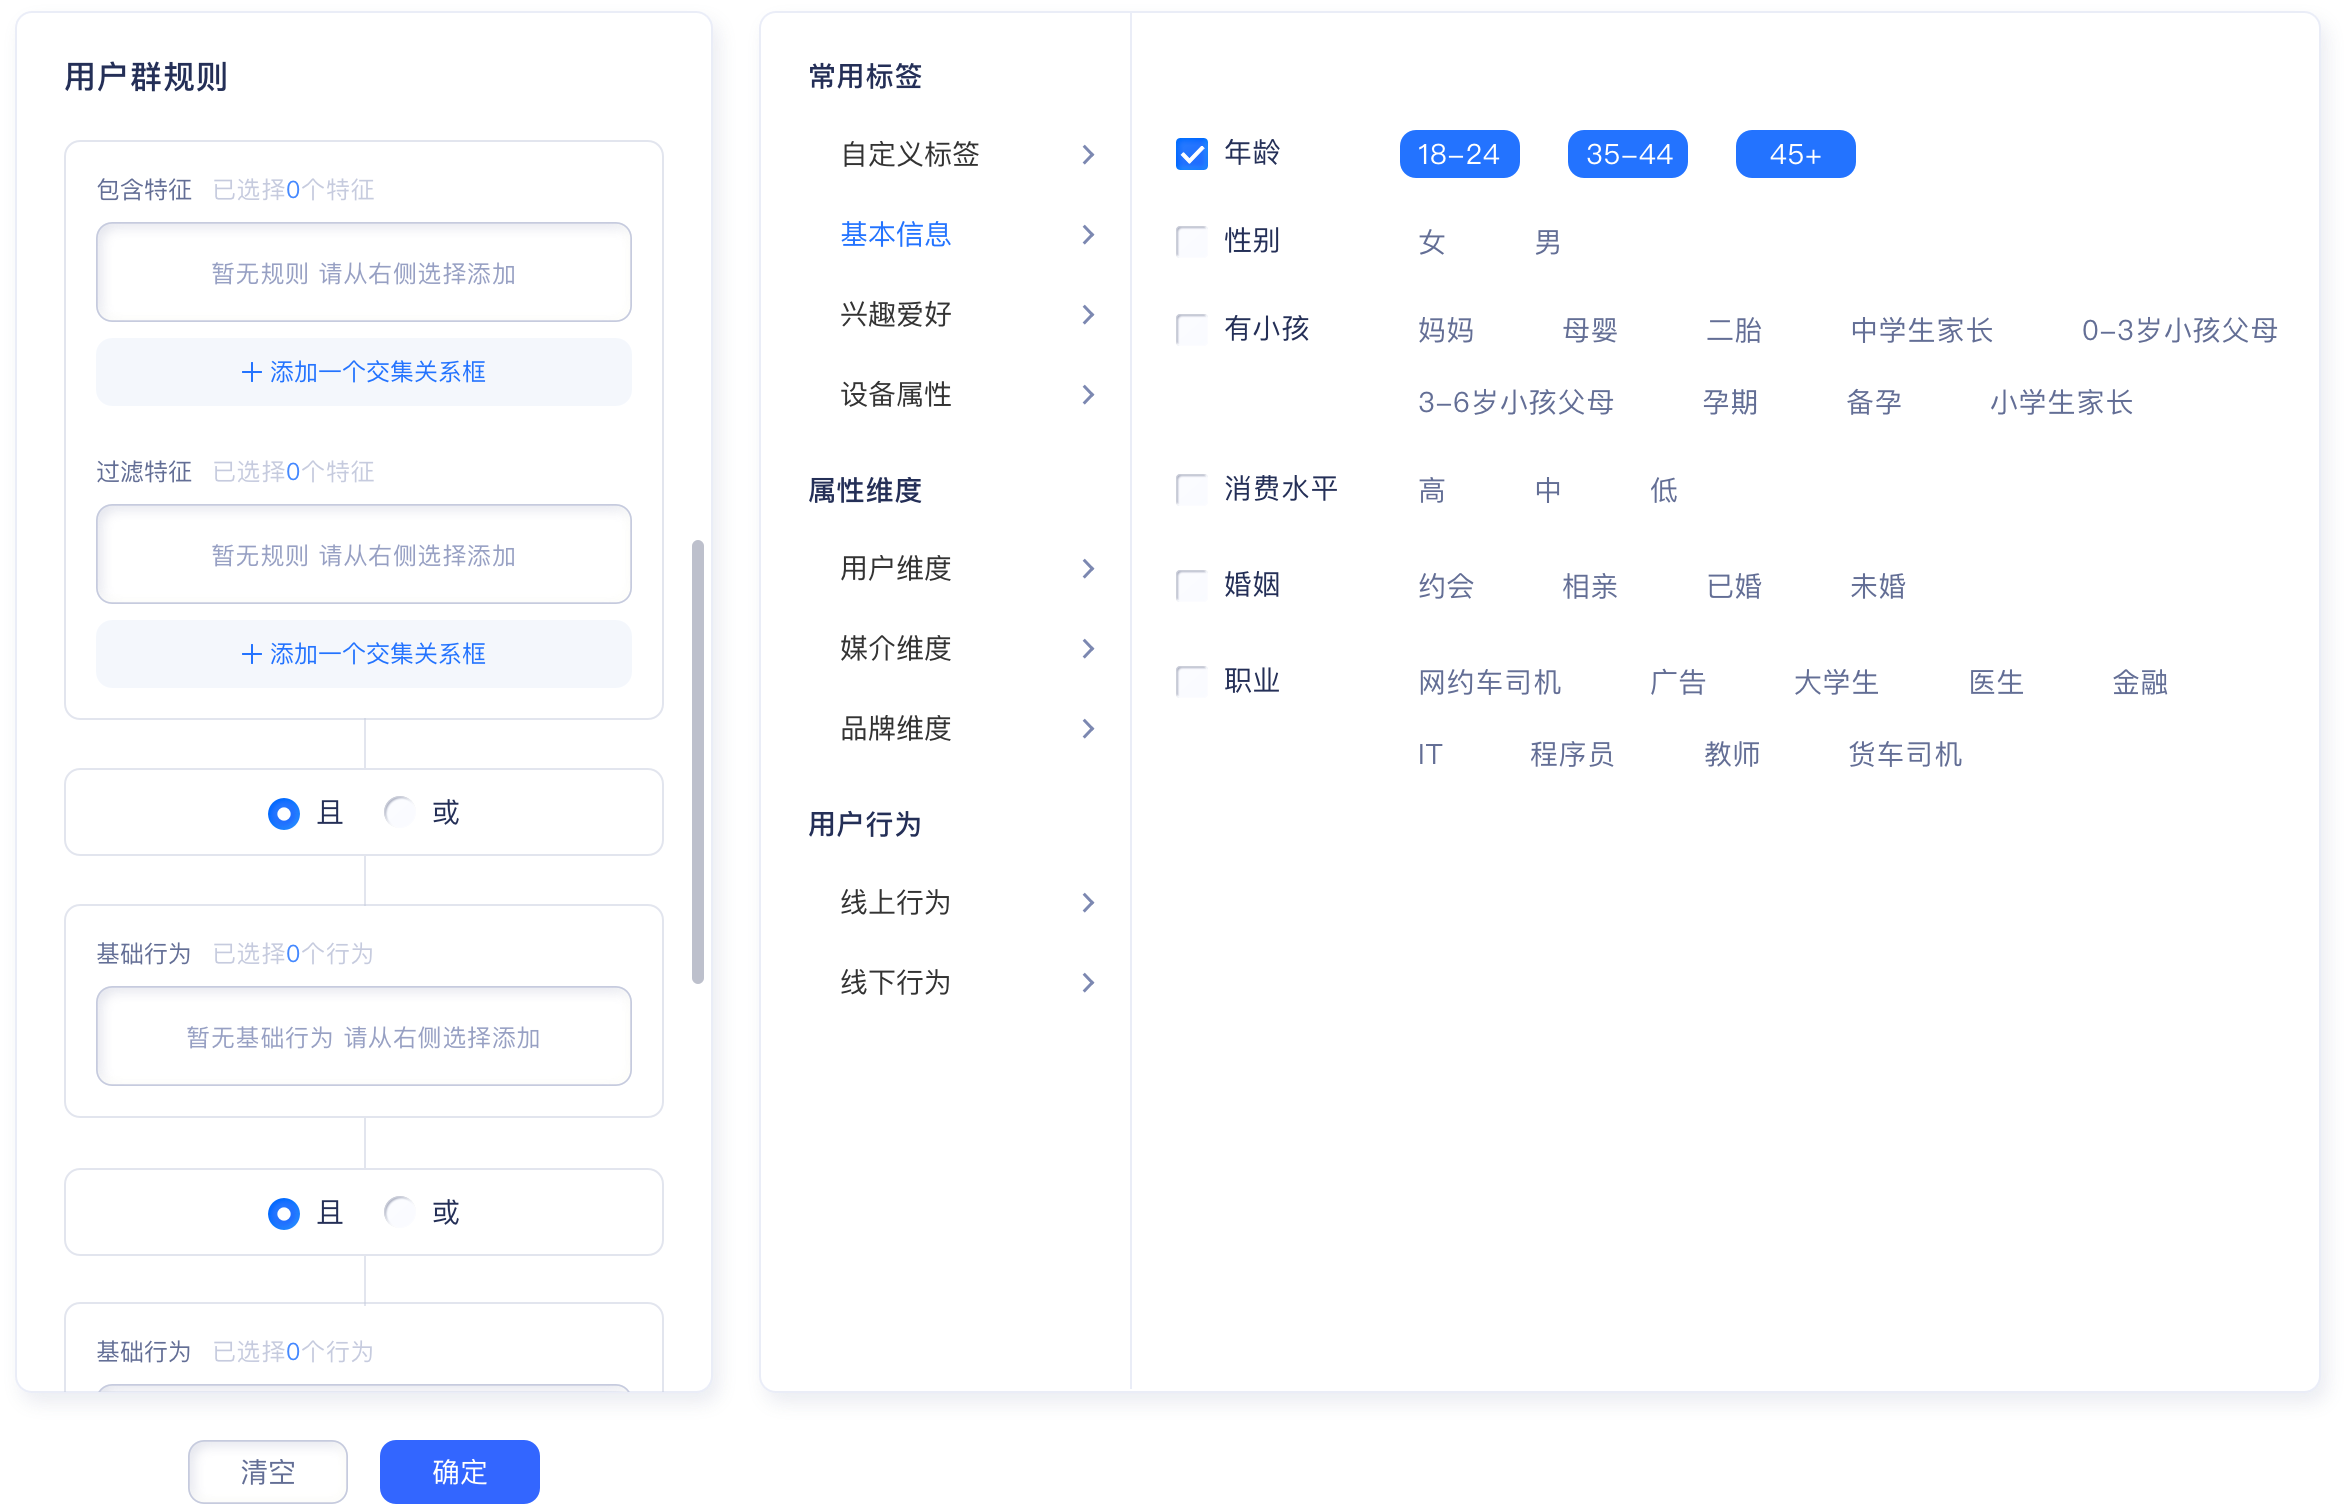 用户群规则
包含特征 已选择0个特征
暂无规则 请从右侧选择添加
+ 添加一个交集关系框
过滤特征 已选择0个特征
暂无规则 请从右侧选择添加
+ 添加一个交集关系框
且 或
基础行为 已选择0个行为
暂无基础行为 请从右侧选择添加
且 或
基础行为 已选择0个行为
清空 确定
常用标签
自定义标签
基本信息
兴趣爱好
设备属性
属性维度
用户维度
媒介维度
品牌维度
用户行为
线上行为
线下行为
年龄 18-24 35-44 45+
性别 女 男
有小孩 妈妈 母婴 二胎 中学生家长 0-3岁小孩父母
3-6岁小孩父母 孕期 备孕 小学生家长
消费水平 高 中 低
婚姻 约会 相亲 已婚 未婚
职业 网约车司机 广告 大学生 医生 金融
IT 程序员 教师 货车司机